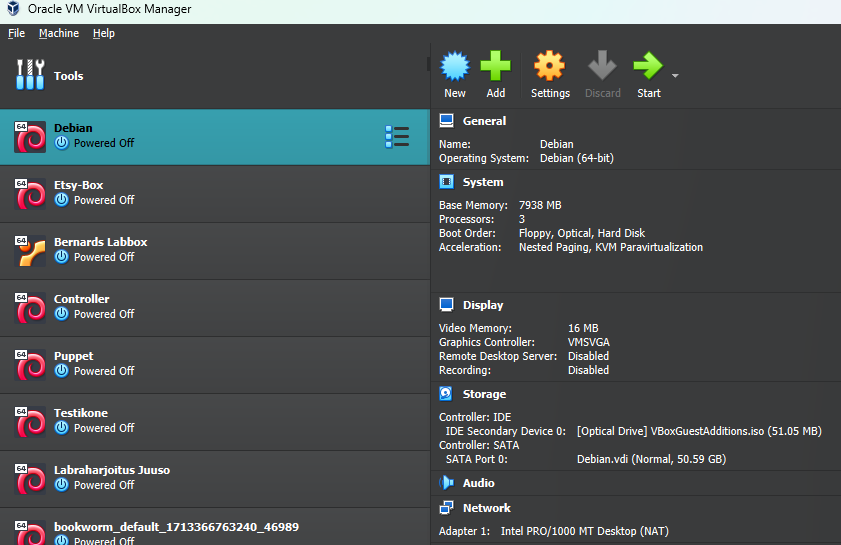 Oracle VM VirtualBox Manager
File Machine Help
Tools
New Add Settings Discard Start
64 Debian
Powered Off
64 Etsy-Box
Powered Off
64 Bernards Labbox
Powered Off
64 Controller
Powered Off
64 Puppet
Powered Off
64 Testikone
Powered Off
64 Labraharjoitus Juuso
Powered Off
64 bookworm_default_1713366763240_46989
Powered Off
General
Name: Debian
Operating System: Debian (64-bit)
System
Base Memory: 7938 MB
Processors: 3
Boot Order: Floppy, Optical, Hard Disk
Acceleration: Nested Paging, KVM Paravirtualization
Display
Video Memory: 16 MB
Graphics Controller: VMSVGA
Remote Desktop Server: Disabled
Recording: Disabled
Storage
Controller: IDE
IDE Secondary Device 0: [Optical Drive] VBoxGuestAdditions.iso (51.05 MB)
Controller: SATA
SATA Port 0: Debian.vdi (Normal, 50.59 GB)
Audio
Network
Adapter 1: Intel PRO/1000 MT Desktop (NAT)